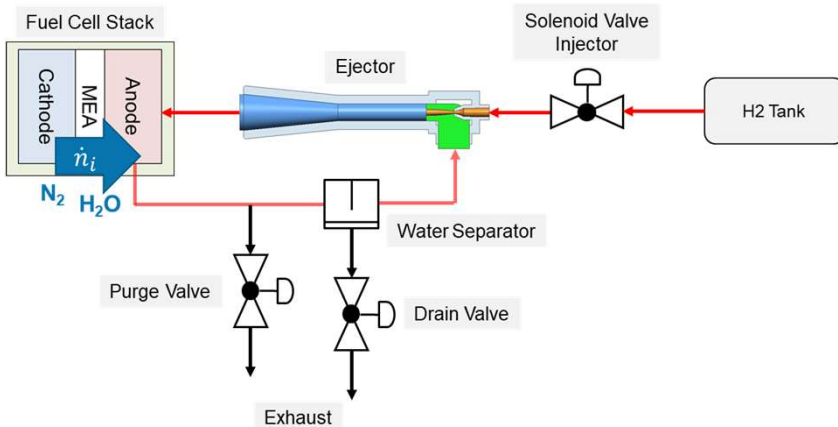 Fuel Cell Stack
Solenoid Valve
Injector
Ejector
Cathode
MEA
Anode
H2 Tank
ṅᵢ
N₂
H₂O
Water Separator
Purge Valve
Drain Valve
Exhaust